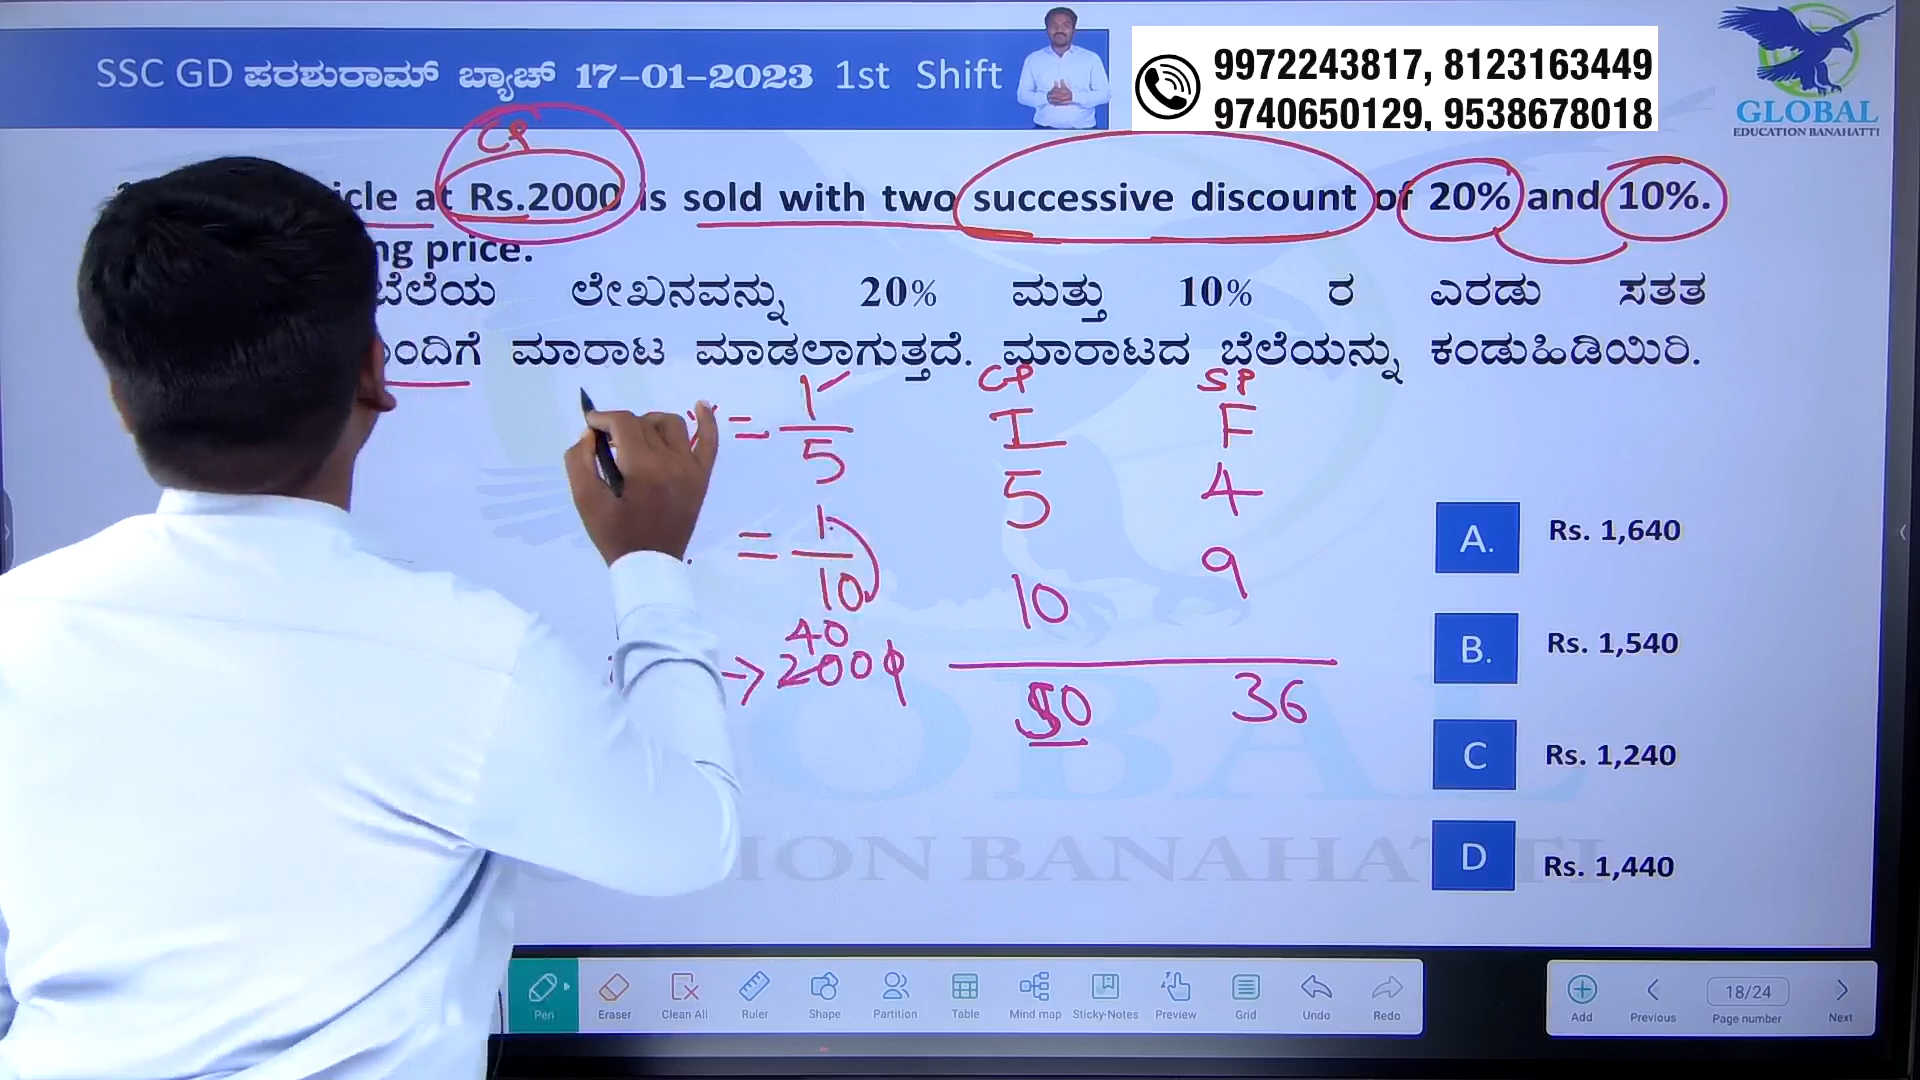 SSC GD ಪರಶುರಾಮ್ ಬ್ಯಾಚ್ 17-01-2023 1st Shift
9972243817, 8123163449
9740650129, 9538678018
GLOBAL
EDUCATION BANAHATTI
CP
at Rs.2000 is sold with two successive discount of 20% and 10%.
price.
ಬೆಲೆಯ ಲೇಖನವನ್ನು 20% ಮತ್ತು 10% ರ ಎರಡು ಸತತ
ಮಾರಾಟ ಮಾಡಲಾಗುತ್ತದೆ. ಮಾರಾಟದ ಬೆಲೆಯನ್ನು ಕಂಡುಹಿಡಿಯಿರಿ.
CP SP
= 1/5 I F
5 4
= 1/10 10 9
40
→ 2000 50 36
A. Rs. 1,640
B. Rs. 1,540
C Rs. 1,240
D Rs. 1,440
BANAHATTI
Pen Eraser Clean All Ruler Shape Partition Table Mind map Sticky-Notes Preview Grid Undo Redo
Add Previous 18/24 Page number Next